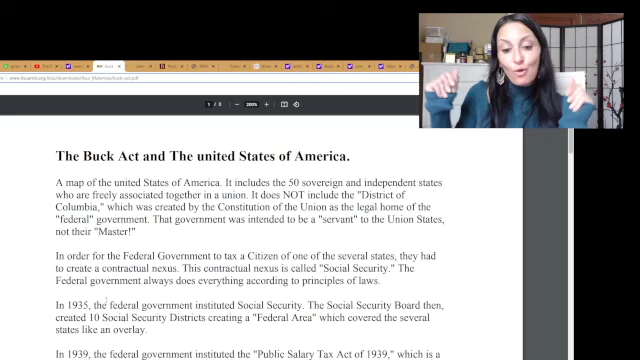 1 / 8
200%
The Buck Act and The united States of America.
A map of the united States of America. It includes the 50 sovereign and independent states
who are freely associated together in a union. It does NOT include the "District of
Columbia," which was created by the Constitution of the Union as the legal home of the
"federal" government. That government was intended to be a "servant" to the Union States,
not their "Master!"
In order for the Federal Government to tax a Citizen of one of the several states, they had
to create a contractual nexus. This contractual nexus is called "Social Security." The
Federal government always does everything according to principles of laws.
In 1935, the federal government instituted Social Security. The Social Security Board then,
created 10 Social Security Districts creating a "Federal Area" which covered the several
states like an overlay.
In 1939, the federal government instituted the "Public Salary Tax Act of 1939," which is a